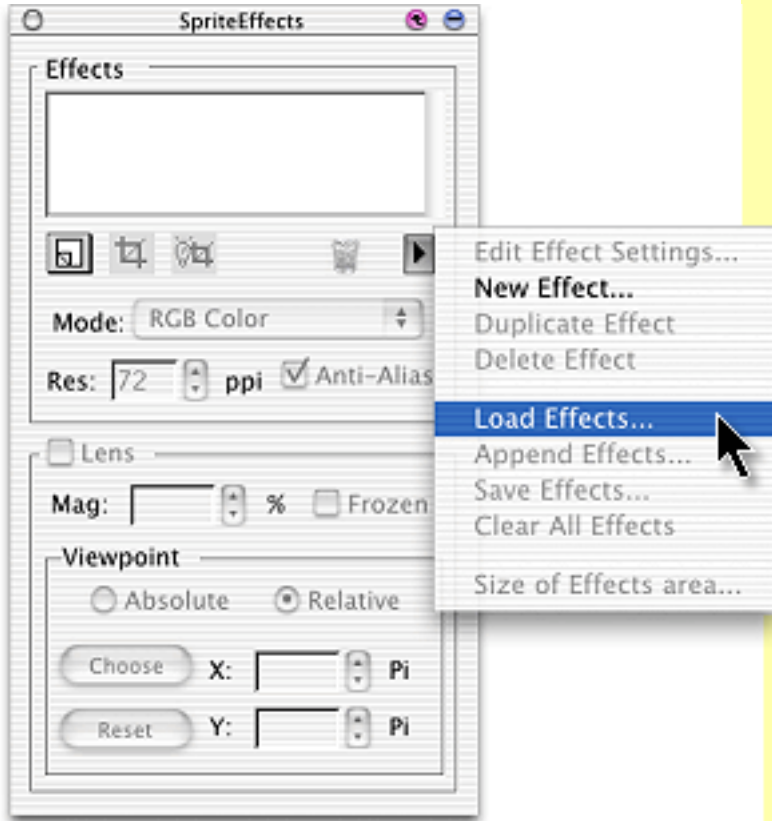 SpriteEffects
Effects
Edit Effect Settings...
New Effect...
Mode: RGB Color
Duplicate Effect
Delete Effect
Res: 72 ppi Anti-Alias
Load Effects...
Lens
Append Effects...
Mag: % Frozen
Save Effects...
Clear All Effects
Viewpoint
Size of Effects area...
Absolute Relative
Choose X: Pi
Reset Y: Pi